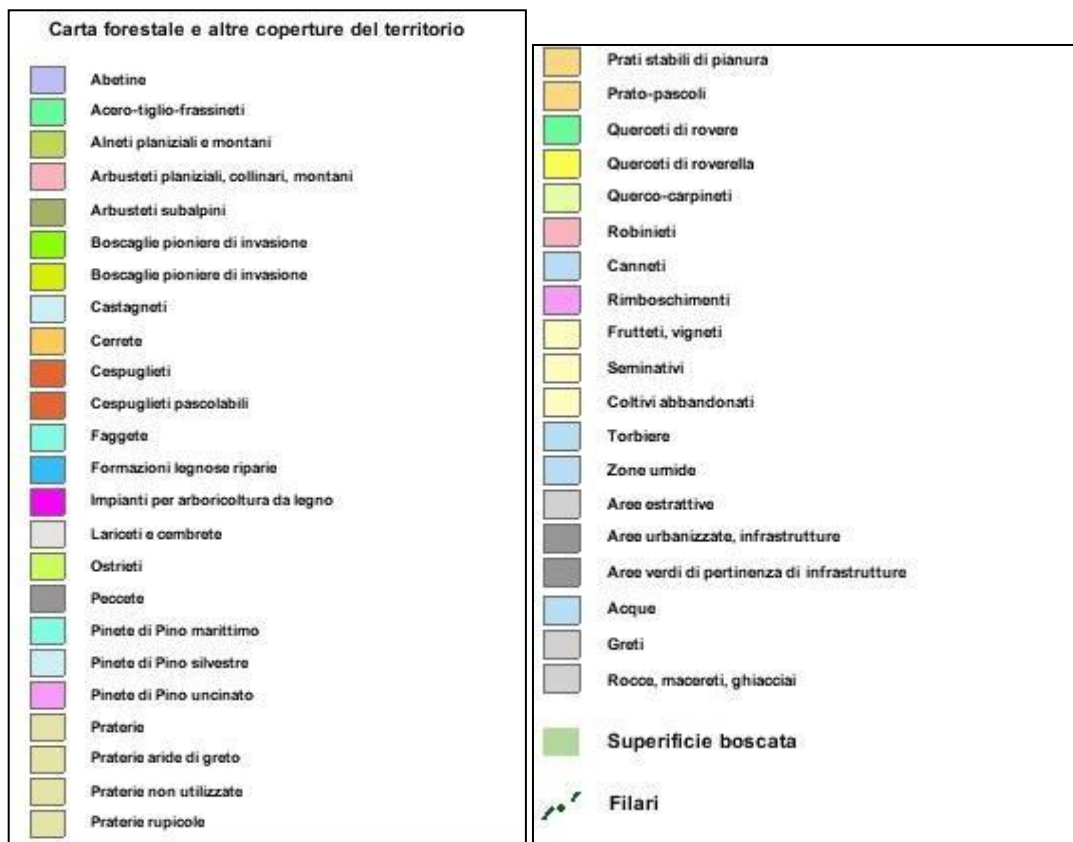 Carta forestale e altre coperture del territorio
Abetine
Acero-tiglio-frassineti
Alneti planiziali e montani
Arbusteti planiziali, collinari, montani
Arbusteti subalpini
Boscaglie pioniere di invasione
Boscaglie pioniere di invasione
Castagneti
Cerrete
Cespuglieti
Cespuglieti pascolabili
Faggete
Formazioni legnose riparie
Impianti per arboricoltura da legno
Lariceti e cembrete
Ostrieti
Peccete
Pinete di Pino marittimo
Pinete di Pino silvestre
Pinete di Pino uncinato
Praterie
Praterie aride di greto
Praterie non utilizzate
Praterie rupicole
Prati stabili di pianura
Prato-pascoli
Querceti di rovere
Querceti di roverella
Querco-carpineti
Robinieti
Canneti
Rimboschimenti
Frutteti, vigneti
Seminativi
Coltivi abbandonati
Torbiere
Zone umide
Aree estrattive
Aree urbanizzate, infrastrutture
Aree verdi di pertinenza di infrastrutture
Acque
Greti
Rocce, macereti, ghiacciai
Superificie boscata
Filari